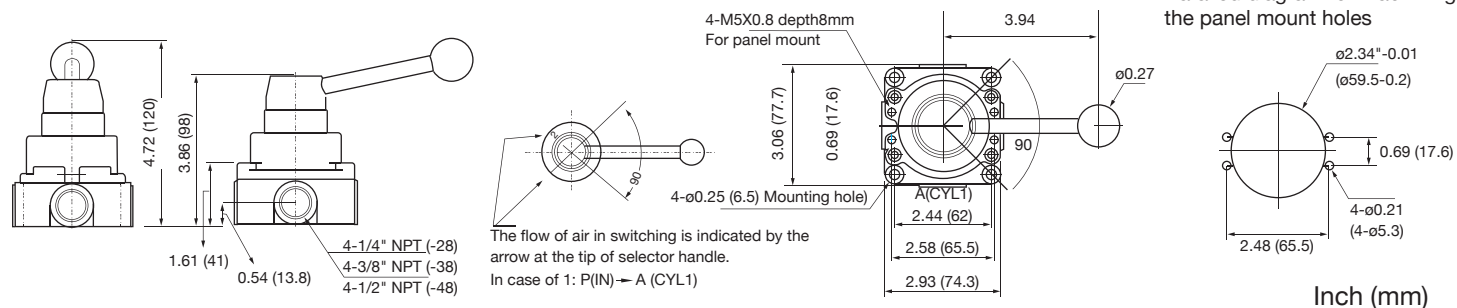 4.72 (120)
3.86 (98)
1.61 (41)
0.54 (13.8)
4-1/4" NPT (-28)
4-3/8" NPT (-38)
4-1/2" NPT (-48)
2
90
The flow of air in switching is indicated by the
arrow at the tip of selector handle.
In case of 1: P(IN) → A (CYL1)
4-M5X0.8 depth8mm
For panel mount
3.94
ø0.27
3.06 (77.7)
0.69 (17.6)
90
4-ø0.25 (6.5) Mounting hole)
A(CYL1)
2.44 (62)
2.58 (65.5)
2.93 (74.3)
the panel mount holes
ø2.34"-0.01
(ø59.5-0.2)
0.69 (17.6)
4-ø0.21
(4-ø5.3)
2.48 (65.5)
Inch (mm)